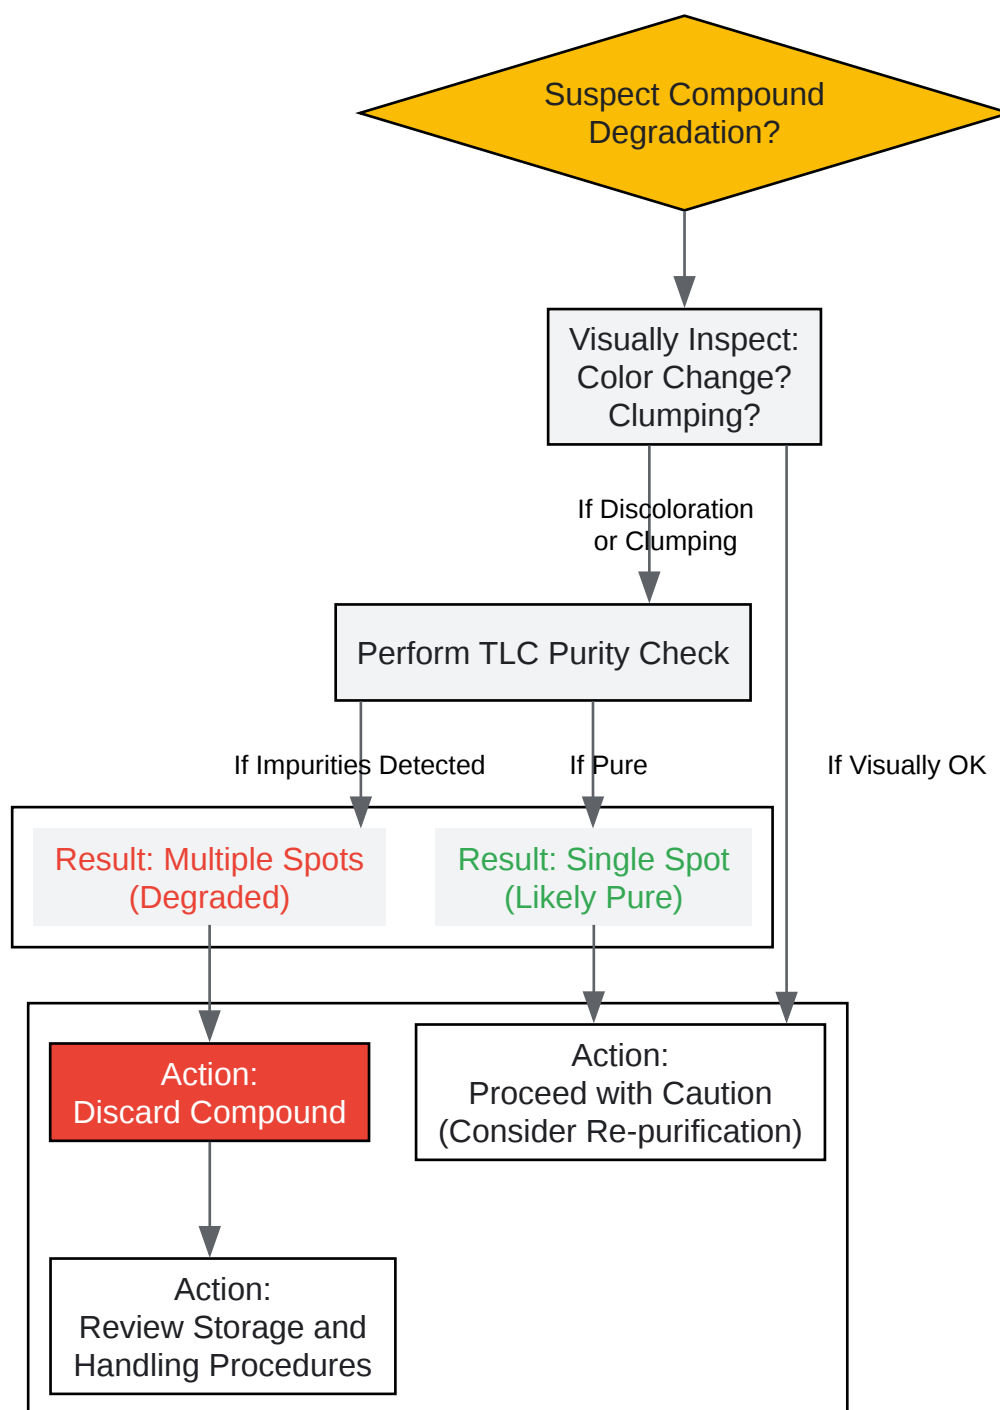 Suspect Compound
Degradation?
Visually Inspect:
Color Change?
Clumping?
If Discoloration
or Clumping
Perform TLC Purity Check
If Impurities Detected
If Pure
If Visually OK
Result: Multiple Spots
(Degraded)
Result: Single Spot
(Likely Pure)
Action:
Discard Compound
Action:
Proceed with Caution
(Consider Re-purification)
Action:
Review Storage and
Handling Procedures